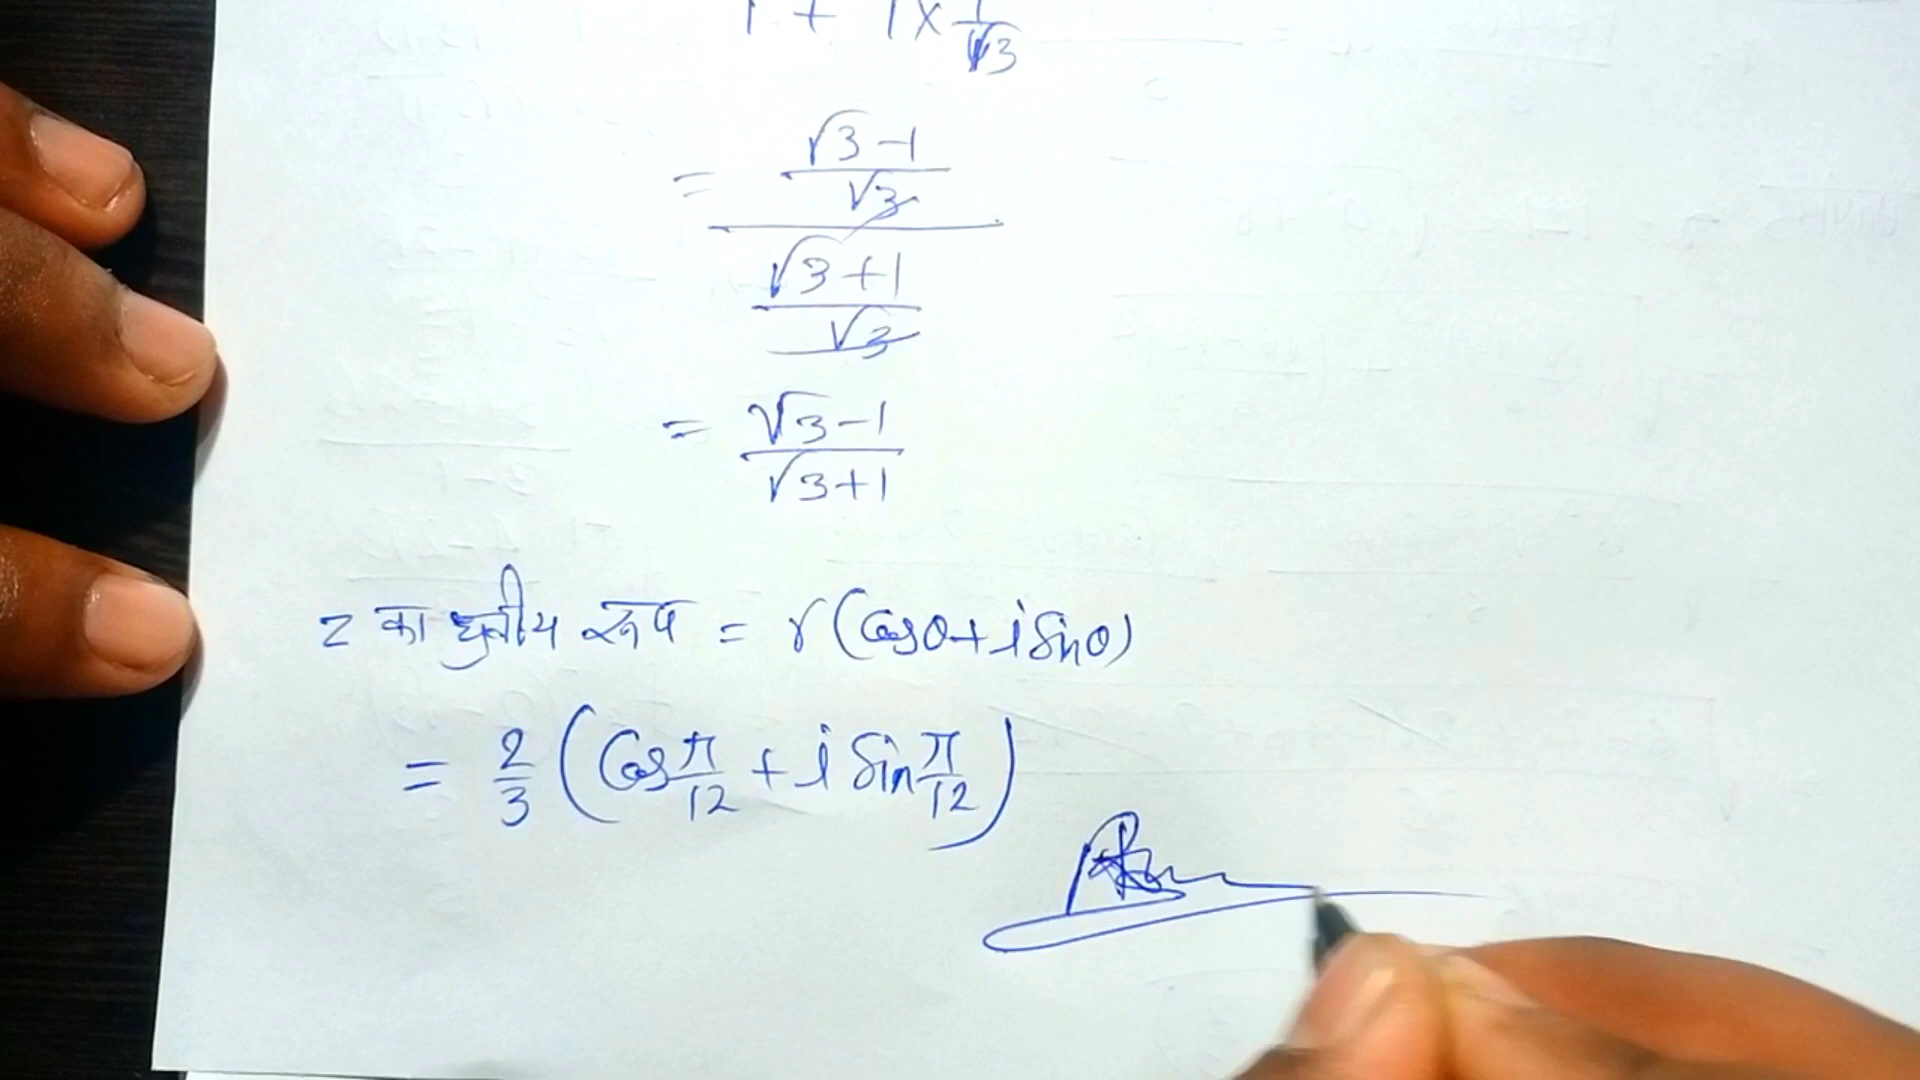 1 + 1 × 1/√3
= (√3-1)/√3 / (√3+1)/√3
= (√3-1)/(√3+1)
z का ध्रुवीय रूप = r(Cosθ+iSinθ)
= 2/3 (Cos π/12 + i Sin π/12)